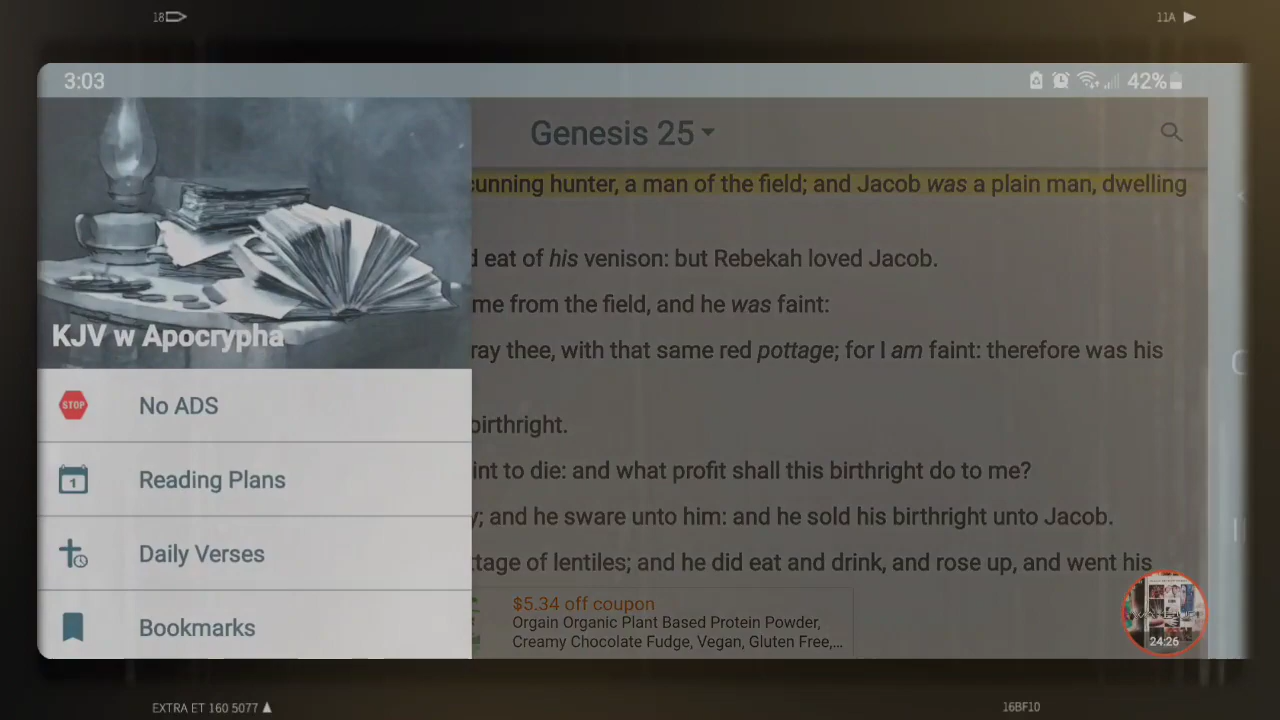 18
11A
3:03
42%
Genesis 25
cunning hunter, a man of the field; and Jacob was a plain man, dwelling
d eat of his venison: but Rebekah loved Jacob.
me from the field, and he was faint:
ray thee, with that same red pottage; for I am faint: therefore was his
birthright.
int to die: and what profit shall this birthright do to me?
y; and he sware unto him: and he sold his birthright unto Jacob.
ttage of lentiles; and he did eat and drink, and rose up, and went his
KJV w Apocrypha
STOP
No ADS
1
Reading Plans
Daily Verses
Bookmarks
$5.34 off coupon
Orgain Organic Plant Based Protein Powder,
Creamy Chocolate Fudge, Vegan, Gluten Free,...
24:26
EXTRA ET 160 5077
16BF10